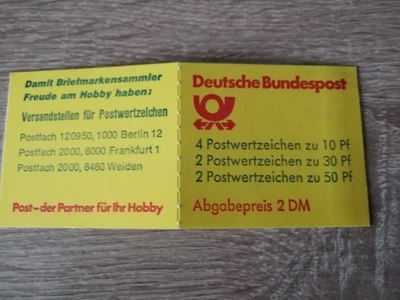 Damit Briefmarkensammler
Freude am Hobby haben:
Versandstellen für Postwertzeichen
Postfach 120950, 1000 Berlin 12
Postfach 2000, 6000 Frankfurt 1
Postfach 2000, 8480 Weiden
Post-der Partner für Ihr Hobby
Deutsche Bundespost
4 Postwertzeichen zu 10 Pf
2 Postwertzeichen zu 30 Pf
2 Postwertzeichen zu 50 Pf
Abgabepreis 2 DM